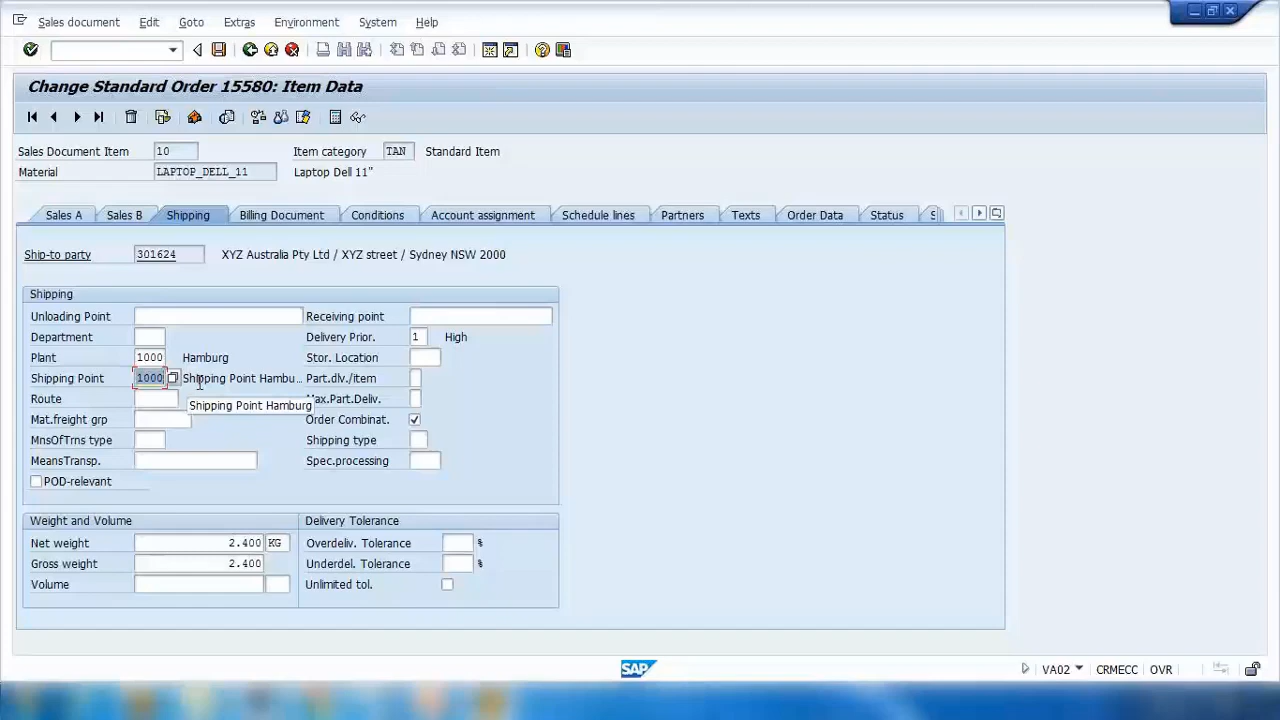 Sales document Edit Goto Extras Environment System Help
Change Standard Order 15580: Item Data
Sales Document Item 10 Item category TAN Standard Item
Material LAPTOP_DELL_11 Laptop Dell 11"
Sales A Sales B Shipping Billing Document Conditions Account assignment Schedule lines Partners Texts Order Data Status S
Ship-to party 301624 XYZ Australia Pty Ltd / XYZ street / Sydney NSW 2000
Shipping
Unloading Point Receiving point
Department Delivery Prior. 1 High
Plant 1000 Hamburg Stor. Location
Shipping Point 1000 Shipping Point Hambu... Part.dlv./item
Route Max.Part.Deliv.
Shipping Point Hamburg
Mat.freight grp Order Combinat.
MnsOfTrns type Shipping type
MeansTransp. Spec.processing
POD-relevant
Weight and Volume Delivery Tolerance
Net weight 2.400 KG Overdeliv. Tolerance %
Gross weight 2.400 Underdel. Tolerance %
Volume Unlimited tol.
SAP VA02 CRMECC OVR